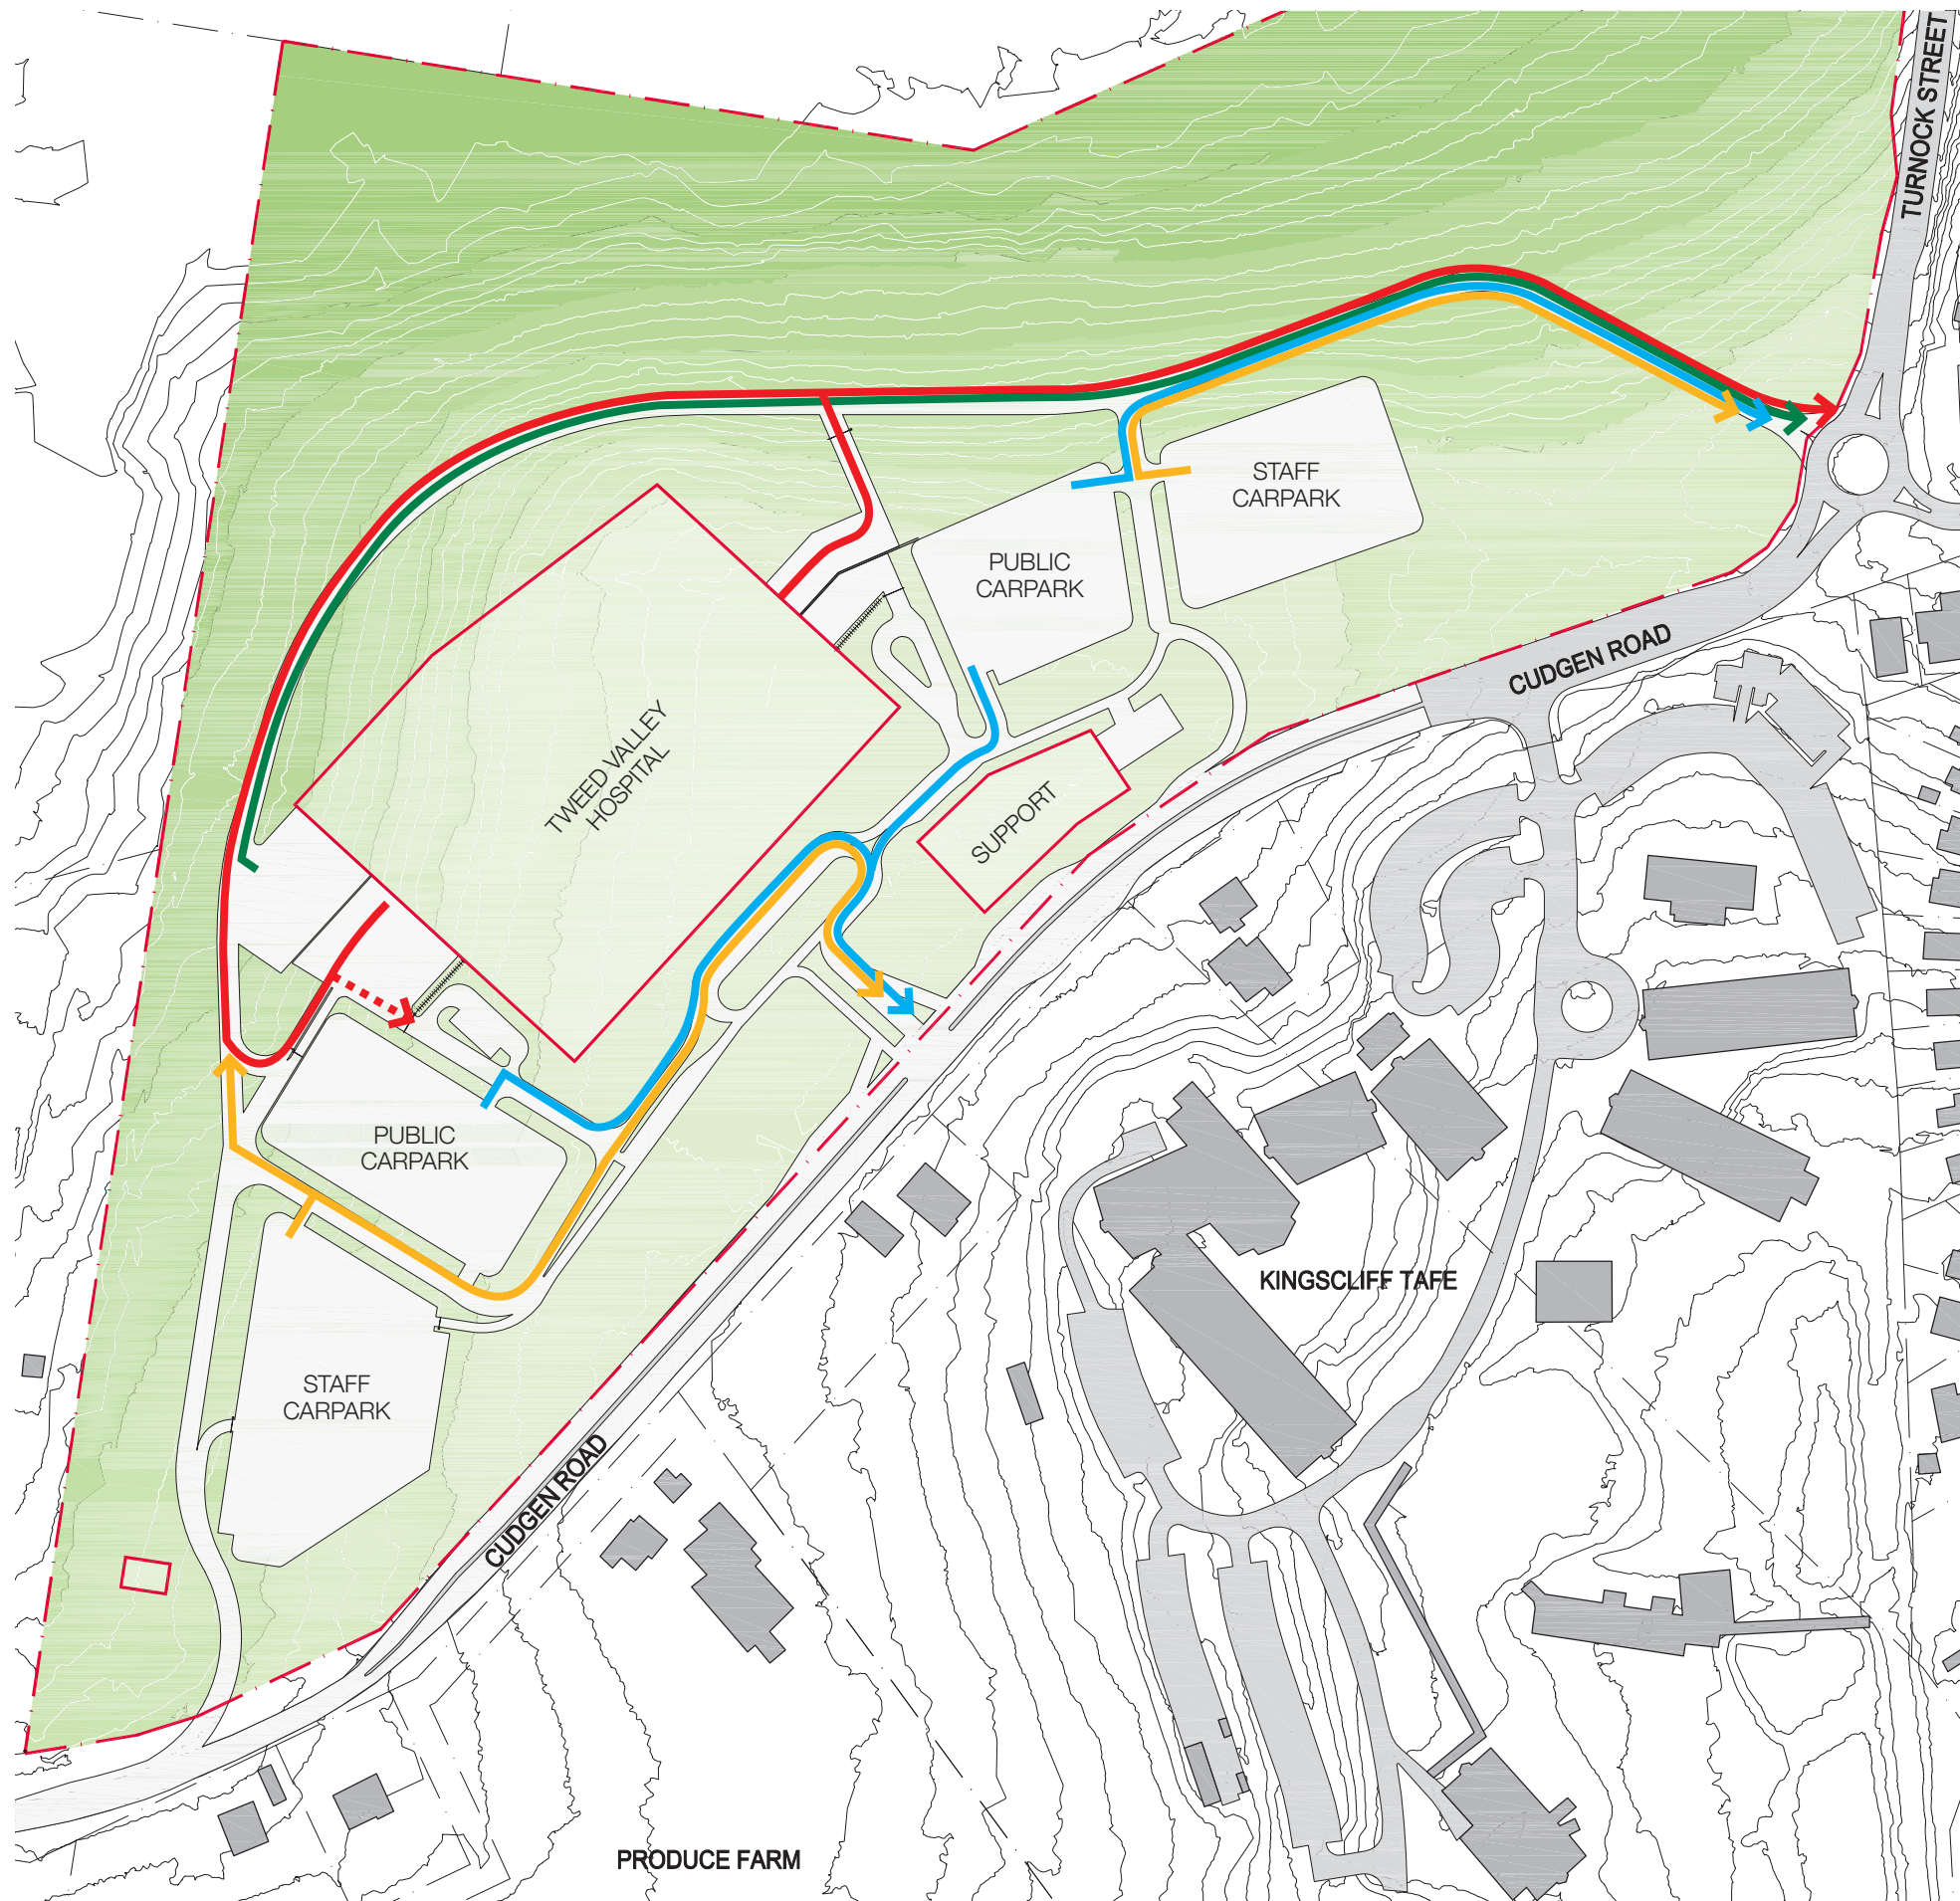 TURNOCK STREET
STAFF
CARPARK
PUBLIC
CARPARK
CUDGEN ROAD
TWEED VALLEY
HOSPITAL
SUPPORT
PUBLIC
CARPARK
KINGSCLIFF TAFE
STAFF
CARPARK
CUDGEN ROAD
PRODUCE FARM